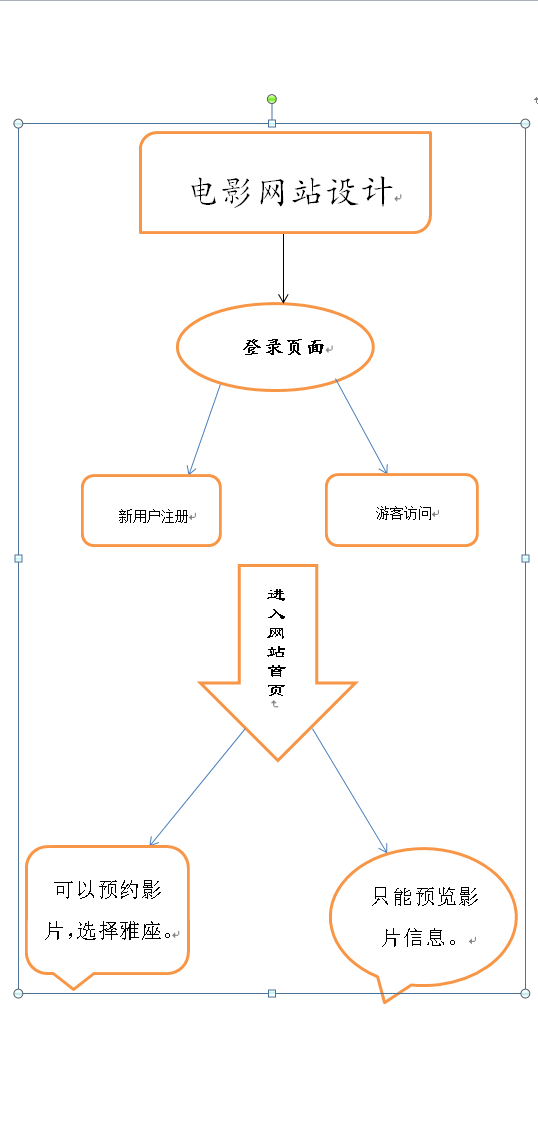 电影网站设计
登录页面
新用户注册
游客访问
进
入
网
站
首
页
可以预约影
片,选择雅座。
只能预览影
片信息。